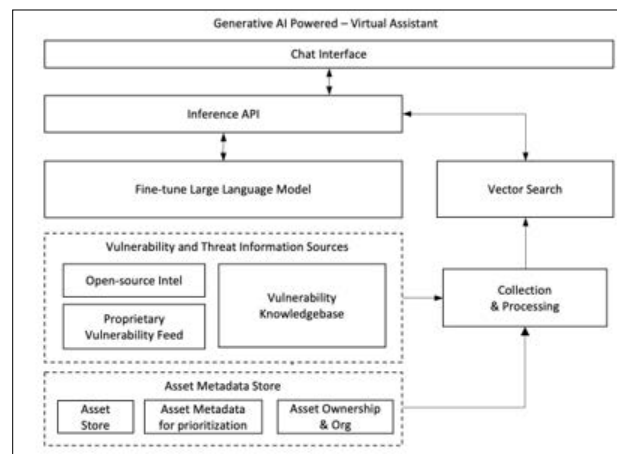 Generative AI Powered – Virtual Assistant
Chat Interface
Inference API
Fine-tune Large Language Model
Vector Search
Vulnerability and Threat Information Sources
Open-source Intel
Proprietary
Vulnerability Feed
Vulnerability
Knowledgebase
Collection
& Processing
Asset Metadata Store
Asset
Store
Asset Metadata
for prioritization
Asset Ownership
& Org